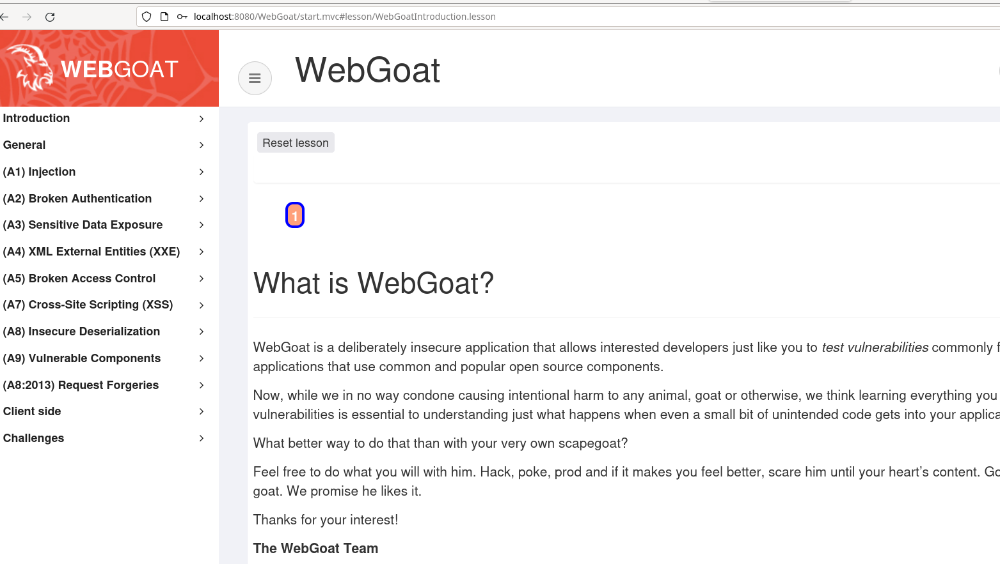 localhost:8080/WebGoat/start.mvc#lesson/WebGoatIntroduction.lesson
WEBGOAT
WebGoat
Introduction
General
(A1) Injection
(A2) Broken Authentication
(A3) Sensitive Data Exposure
(A4) XML External Entities (XXE)
(A5) Broken Access Control
(A7) Cross-Site Scripting (XSS)
(A8) Insecure Deserialization
(A9) Vulnerable Components
(A8:2013) Request Forgeries
Client side
Challenges
Reset lesson
1
What is WebGoat?
WebGoat is a deliberately insecure application that allows interested developers just like you to test vulnerabilities commonly
applications that use common and popular open source components.
Now, while we in no way condone causing intentional harm to any animal, goat or otherwise, we think learning everything you
vulnerabilities is essential to understanding just what happens when even a small bit of unintended code gets into your
What better way to do that than with your very own scapegoat?
Feel free to do what you will with him. Hack, poke, prod and if it makes you feel better, scare him until your heart’s content.
goat. We promise he likes it.
Thanks for your interest!
The WebGoat Team